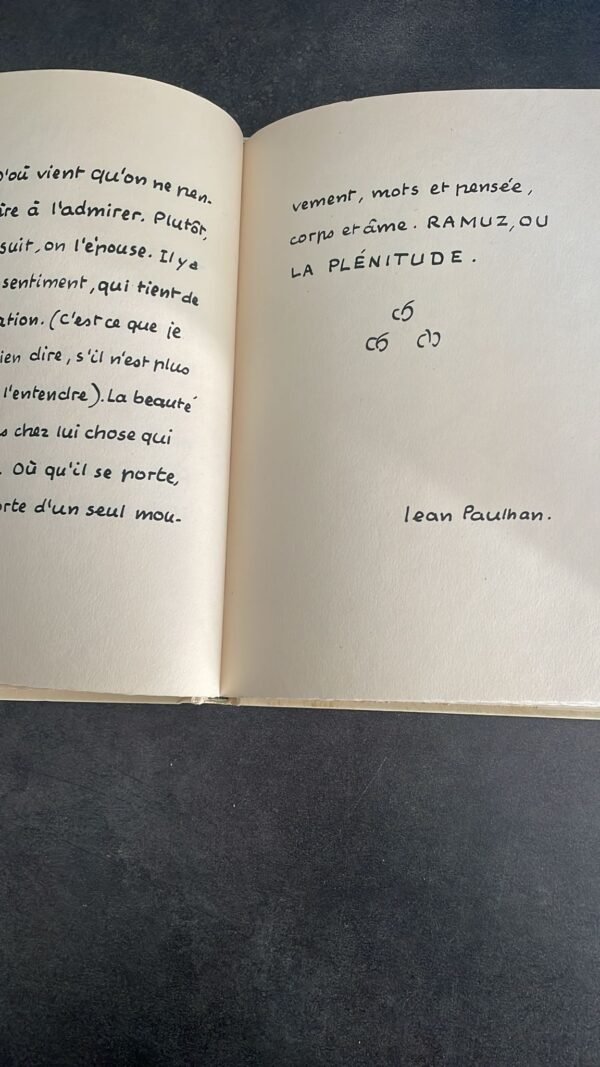 D'où vient qu'on ne pen-
ire à l'admirer. Plutôt,
suit, on l'épouse. Il y a
sentiment, qui tient de
ation. (C'est ce que je
ien dire, s'il n'est plus
l'entendre). La beauté
s chez lui chose qui
. Où qu'il se porte,
orte d'un seul mou-
vement, mots et pensée,
corps et âme. RAMUZ, OU
LA PLÉNITUDE.
Jean Paulhan.